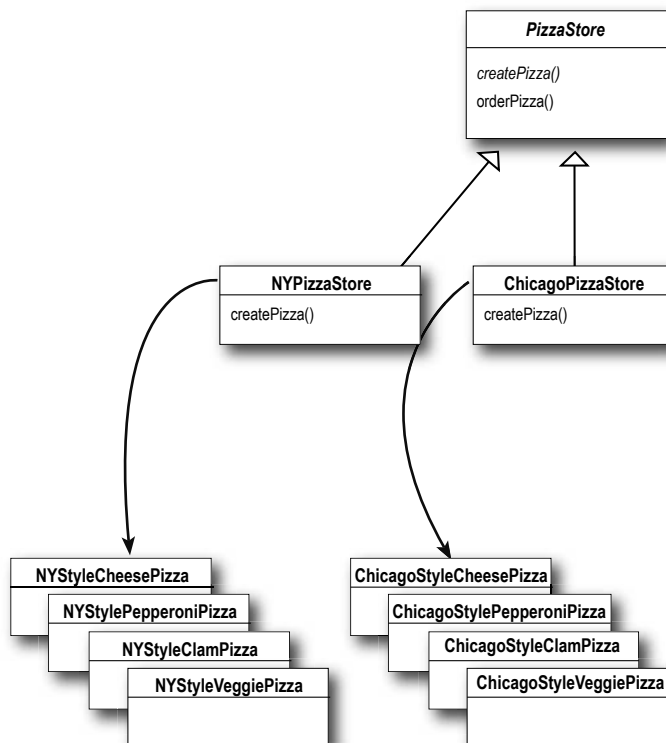 PizzaStore
createPizza()
orderPizza()
NYPizzaStore
createPizza()
ChicagoPizzaStore
createPizza()
NYStyleCheesePizza
NYStylePepperoniPizza
NYStyleClamPizza
NYStyleVeggiePizza
ChicagoStyleCheesePizza
ChicagoStylePepperoniPizza
ChicagoStyleClamPizza
ChicagoStyleVeggiePizza